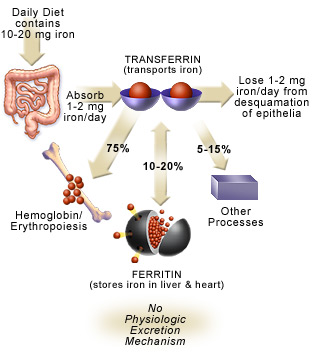 Daily Diet
contains
10-20 mg iron
TRANSFERRIN
(transports iron)
Absorb
1-2 mg
iron/day
Lose 1-2 mg
iron/day from
desquamation
of epithelia
75%
10-20%
5-15%
Hemoglobin/
Erythropoiesis
Other
Processes
FERRITIN
(stores iron in liver & heart)
No
Physiologic
Excretion
Mechanism